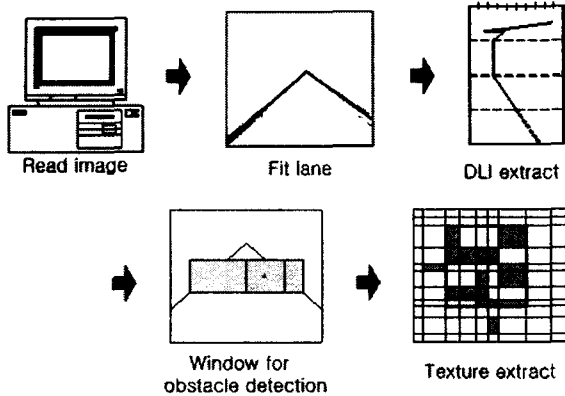 Read image
Fit lane
DLI extract
Window for
obstacle detection
Texture extract